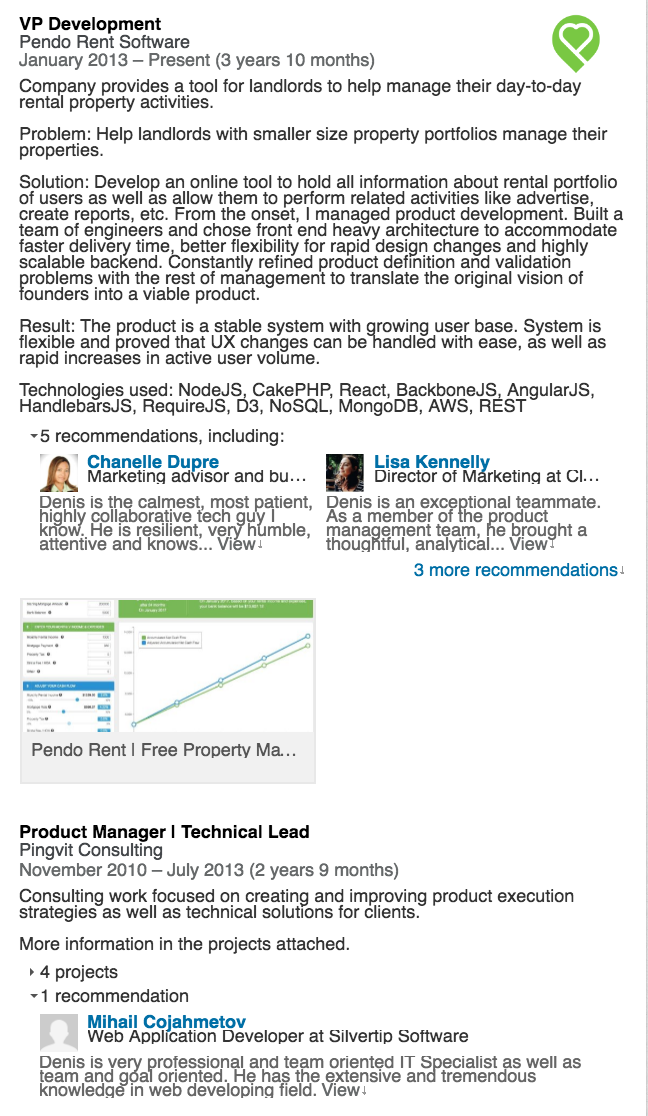 VP Development
Pendo Rent Software
January 2013 – Present (3 years 10 months)
Company provides a tool for landlords to help manage their day-to-day
rental property activities.
Problem: Help landlords with smaller size property portfolios manage their
properties.
Solution: Develop an online tool to hold all information about rental portfolio
of users as well as allow them to perform related activities like advertise,
create reports, etc. From the onset, I managed product development. Built a
team of engineers and chose front end heavy architecture to accommodate
faster delivery time, better flexibility for rapid design changes and highly
scalable backend. Constantly refined product definition and validation
problems with the rest of management to translate the original vision of
founders into a viable product.
Result: The product is a stable system with growing user base. System is
flexible and proved that UX changes can be handled with ease, as well as
rapid increases in active user volume.
Technologies used: NodeJS, CakePHP, React, BackboneJS, AngularJS,
HandlebarsJS, RequireJS, D3, NoSQL, MongoDB, AWS, REST
5 recommendations, including:
Chanelle Dupre
Marketing advisor and bu…
Denis is the calmest, most patient,
highly collaborative tech guy I
know. He is resilient, very humble,
attentive and knows... View↓
Lisa Kennelly
Director of Marketing at Cl…
Denis is an exceptional teammate.
As a member of the product
management team, he brought a
thoughtful, analytical... View↓
3 more recommendations↓
Pendo Rent | Free Property Ma…
Product Manager | Technical Lead
Pingvit Consulting
November 2010 – July 2013 (2 years 9 months)
Consulting work focused on creating and improving product execution
strategies as well as technical solutions for clients.
More information in the projects attached.
4 projects
1 recommendation
Mihail Cojahmetov
Web Application Developer at Silvertip Software
Denis is very professional and team oriented IT Specialist as well as
team and goal oriented. He has the extensive and tremendous
knowledge in web developing field. View↓